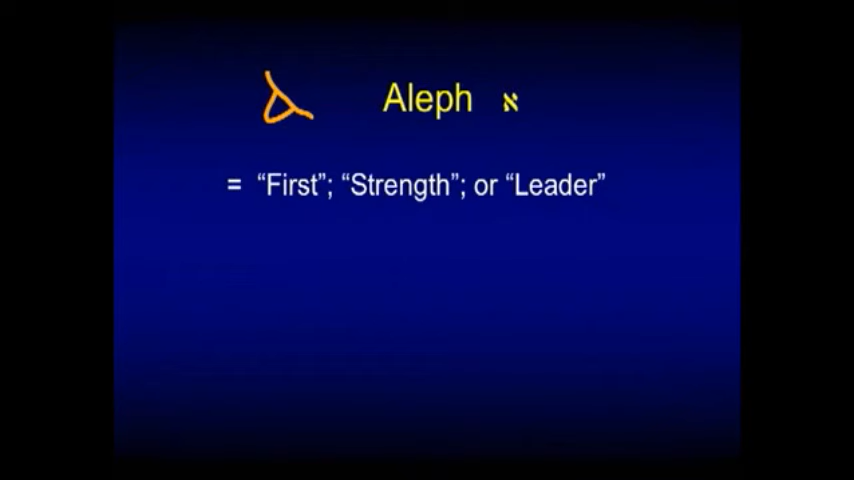 Aleph א
= “First”; “Strength”; or “Leader”